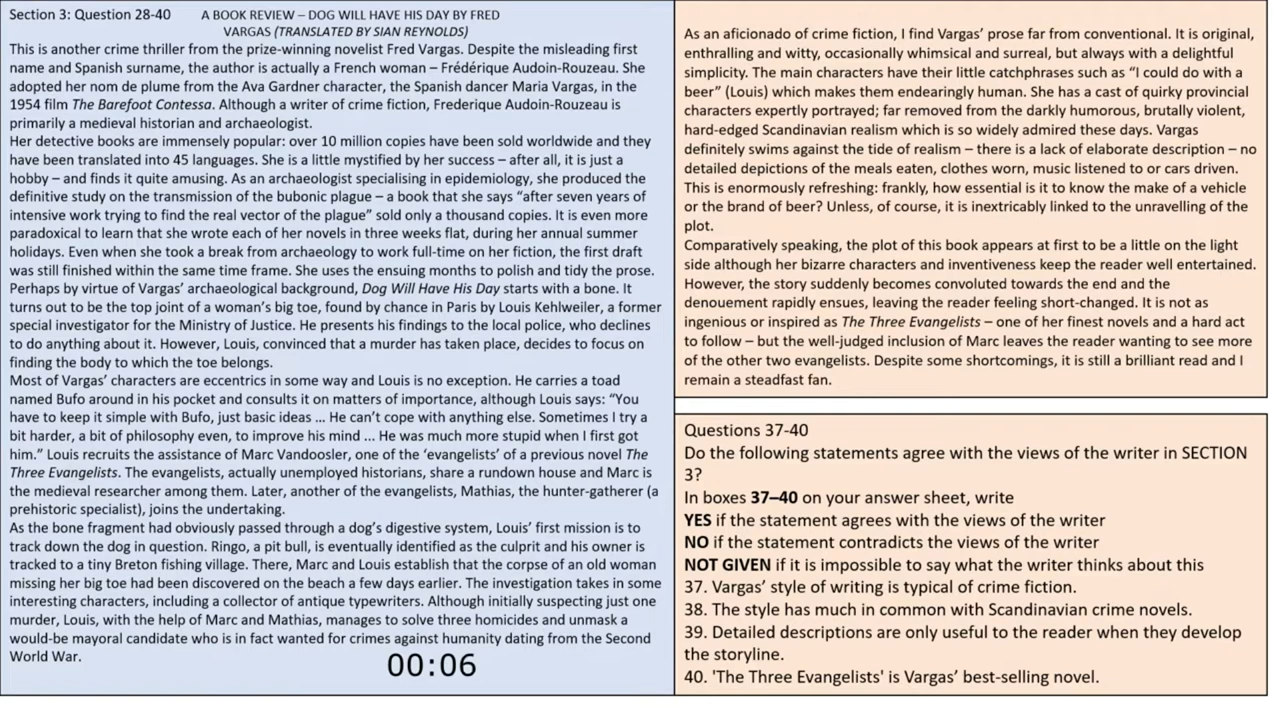 Section 3: Question 28-40 A BOOK REVIEW – DOG WILL HAVE HIS DAY BY FRED
VARGAS (TRANSLATED BY SIAN REYNOLDS)
This is another crime thriller from the prize-winning novelist Fred Vargas. Despite the misleading first
name and Spanish surname, the author is actually a French woman – Frédérique Audoin-Rouzeau. She
adopted her nom de plume from the Ava Gardner character, the Spanish dancer Maria Vargas, in the
1954 film The Barefoot Contessa. Although a writer of crime fiction, Frederique Audoin-Rouzeau is
primarily a medieval historian and archaeologist.
Her detective books are immensely popular: over 10 million copies have been sold worldwide and they
have been translated into 45 languages. She is a little mystified by her success – after all, it is just a
hobby – and finds it quite amusing. As an archaeologist specialising in epidemiology, she produced the
definitive study on the transmission of the bubonic plague – a book that she says “after seven years of
intensive work trying to find the real vector of the plague” sold only a thousand copies. It is even more
paradoxical to learn that she wrote each of her novels in three weeks flat, during her annual summer
holidays. Even when she took a break from archaeology to work full-time on her fiction, the first draft
was still finished within the same time frame. She uses the ensuing months to polish and tidy the prose.
Perhaps by virtue of Vargas’ archaeological background, Dog Will Have His Day starts with a bone. It
turns out to be the top joint of a woman’s big toe, found by chance in Paris by Louis Kehlweiler, a former
special investigator for the Ministry of Justice. He presents his findings to the local police, who declines
to do anything about it. However, Louis, convinced that a murder has taken place, decides to focus on
finding the body to which the toe belongs.
Most of Vargas’ characters are eccentrics in some way and Louis is no exception. He carries a toad
named Bufo around in his pocket and consults it on matters of importance, although Louis says: “You
have to keep it simple with Bufo, just basic ideas ... He can’t cope with anything else. Sometimes I try a
bit harder, a bit of philosophy even, to improve his mind ... He was much more stupid when I first got
him.” Louis recruits the assistance of Marc Vandoosler, one of the ‘evangelists’ of a previous novel The
Three Evangelists. The evangelists, actually unemployed historians, share a rundown house and Marc is
the medieval researcher among them. Later, another of the evangelists, Mathias, the hunter-gatherer (a
prehistoric specialist), joins the undertaking.
As the bone fragment had obviously passed through a dog’s digestive system, Louis’ first mission is to
track down the dog in question. Ringo, a pit bull, is eventually identified as the culprit and his owner is
tracked to a tiny Breton fishing village. There, Marc and Louis establish that the corpse of an old woman
missing her big toe had been discovered on the beach a few days earlier. The investigation takes in some
interesting characters, including a collector of antique typewriters. Although initially suspecting just one
murder, Louis, with the help of Marc and Mathias, manages to solve three homicides and unmask a
would-be mayoral candidate who is in fact wanted for crimes against humanity dating from the Second
World War.
00:06
As an aficionado of crime fiction, I find Vargas’ prose far from conventional. It is original,
enthralling and witty, occasionally whimsical and surreal, but always with a delightful
simplicity. The main characters have their little catchphrases such as “I could do with a
beer” (Louis) which makes them endearingly human. She has a cast of quirky provincial
characters expertly portrayed; far removed from the darkly humorous, brutally violent,
hard-edged Scandinavian realism which is so widely admired these days. Vargas
definitely swims against the tide of realism – there is a lack of elaborate description – no
detailed depictions of the meals eaten, clothes worn, music listened to or cars driven.
This is enormously refreshing: frankly, how essential is it to know the make of a vehicle
or the brand of beer? Unless, of course, it is inextricably linked to the unravelling of the
plot.
Comparatively speaking, the plot of this book appears at first to be a little on the light
side although her bizarre characters and inventiveness keep the reader well entertained.
However, the story suddenly becomes convoluted towards the end and the
denouement rapidly ensues, leaving the reader feeling short-changed. It is not as
ingenious or inspired as The Three Evangelists – one of her finest novels and a hard act
to follow – but the well-judged inclusion of Marc leaves the reader wanting to see more
of the other two evangelists. Despite some shortcomings, it is still a brilliant read and I
remain a steadfast fan.
Questions 37-40
Do the following statements agree with the views of the writer in SECTION
3?
In boxes 37–40 on your answer sheet, write
YES if the statement agrees with the views of the writer
NO if the statement contradicts the views of the writer
NOT GIVEN if it is impossible to say what the writer thinks about this
37. Vargas’ style of writing is typical of crime fiction.
38. The style has much in common with Scandinavian crime novels.
39. Detailed descriptions are only useful to the reader when they develop
the storyline.
40. 'The Three Evangelists' is Vargas’ best-selling novel.